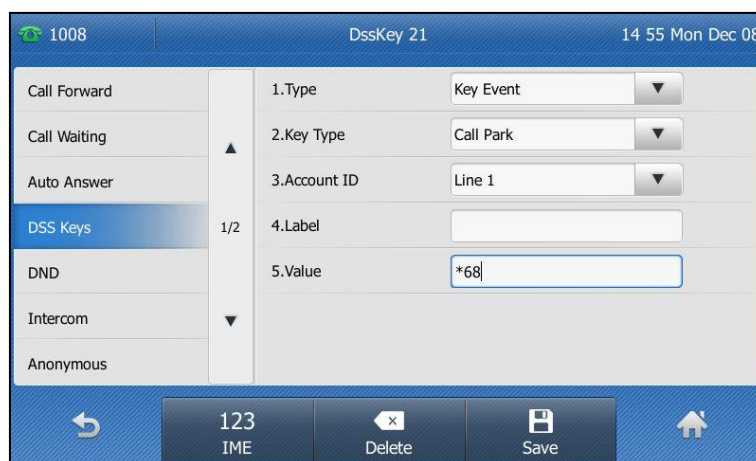 1008 DssKey 21 14 55 Mon Dec 08
Call Forward
Call Waiting
Auto Answer
DSS Keys
DND
Intercom
Anonymous
1/2
1.Type Key Event
2.Key Type Call Park
3.Account ID Line 1
4.Label
5.Value *68
123
IME
Delete
Save